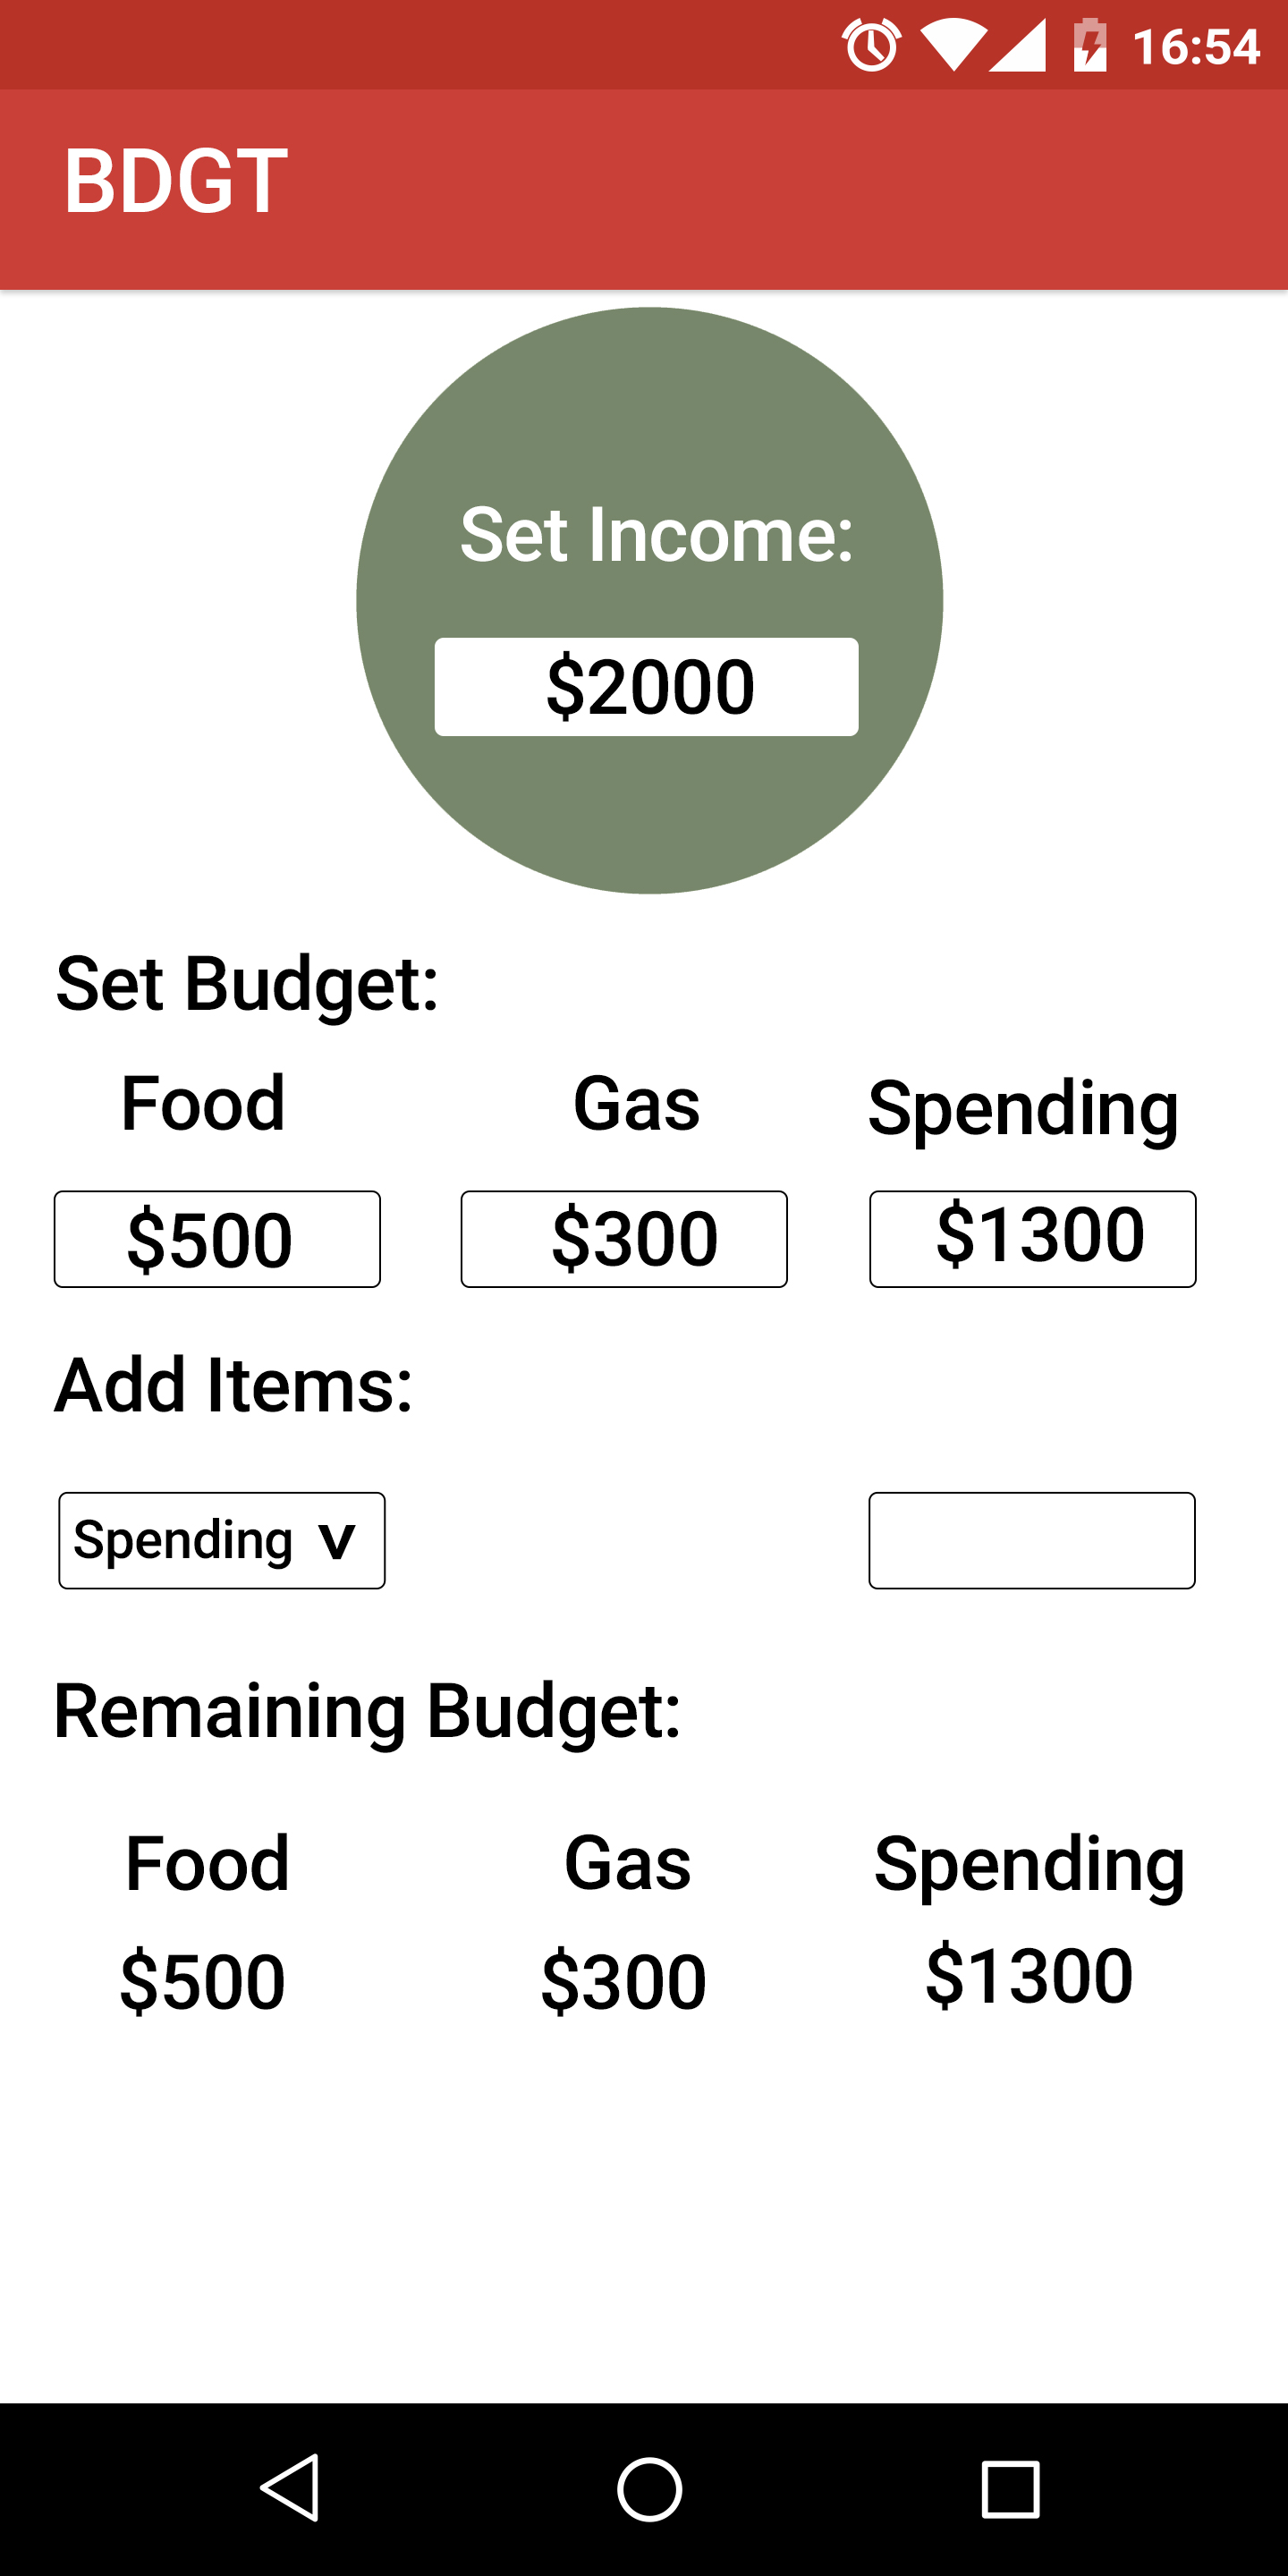 16:54
BDGT
Set Income:
$2000
Set Budget:
Food Gas Spending
$500 $300 $1300
Add Items:
Spending v
Remaining Budget:
Food Gas Spending
$500 $300 $1300